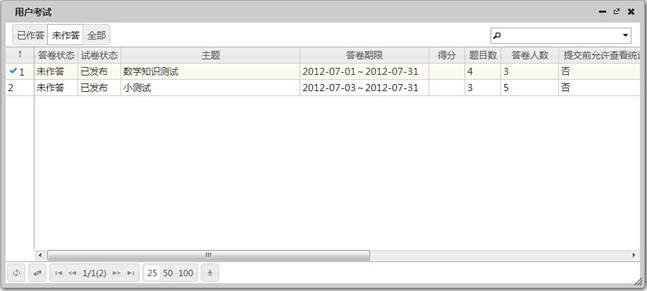 用户考试
已作答 未作答 全部
! 答卷状态 试卷状态 主题 答卷期限 得分 题目数 答卷人数 提交前允许查看统计
1 未作答 已发布 数学知识测试 2012-07-01~2012-07-31 4 3 否
2 未作答 已发布 小测试 2012-07-03~2012-07-31 3 5 否
1/1(2) 25 50 100